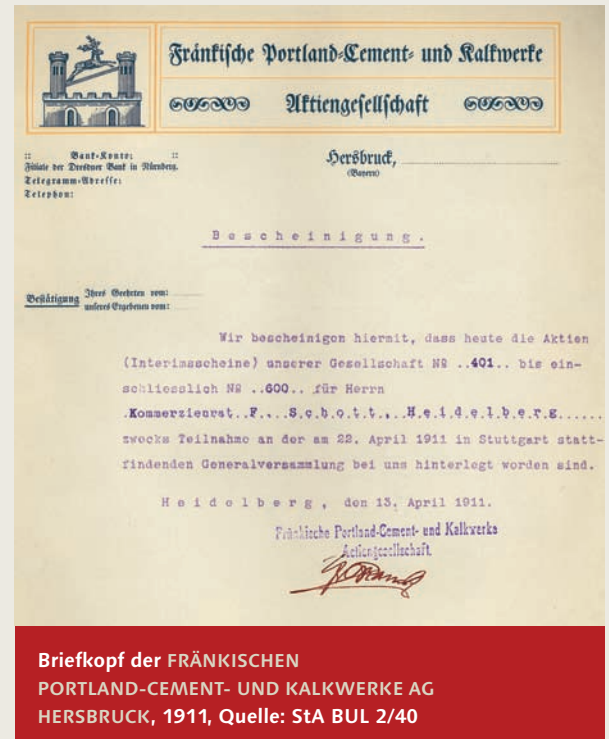 Fränkische Portland-Cement- und Kalkwerke
Aktiengesellschaft
:: Bank-Konto: ::
Filiale der Dresdner Bank in Nürnberg.
Telegramm-Adresse:
Telephon:
Hersbruck,
(Bayern)
Bescheinigung.
Bestätigung Ihres Geehrten vom:
unseres Ergebenen vom:
Wir bescheinigen hiermit, dass heute die Aktien
(Interimsscheine) unserer Gesellschaft No ..401.. bis ein-
schliesslich No ..600.. für Herrn
.Kommerzienrat..F...S.c.h.o.t.t.,..H.e.i.d.e.l.b.e.r.g......
zwecks Teilnahme an der am 22. April 1911 in Stuttgart statt-
findenden Generalversammlung bei uns hinterlegt worden sind.
Heidelberg, den 13. April 1911.
Fränkische Portland-Cement- und Kalkwerke
Actiengesellschaft.
Briefkopf der FRÄNKISCHEN
PORTLAND-CEMENT- UND KALKWERKE AG
HERSBRUCK, 1911, Quelle: StA BUL 2/40